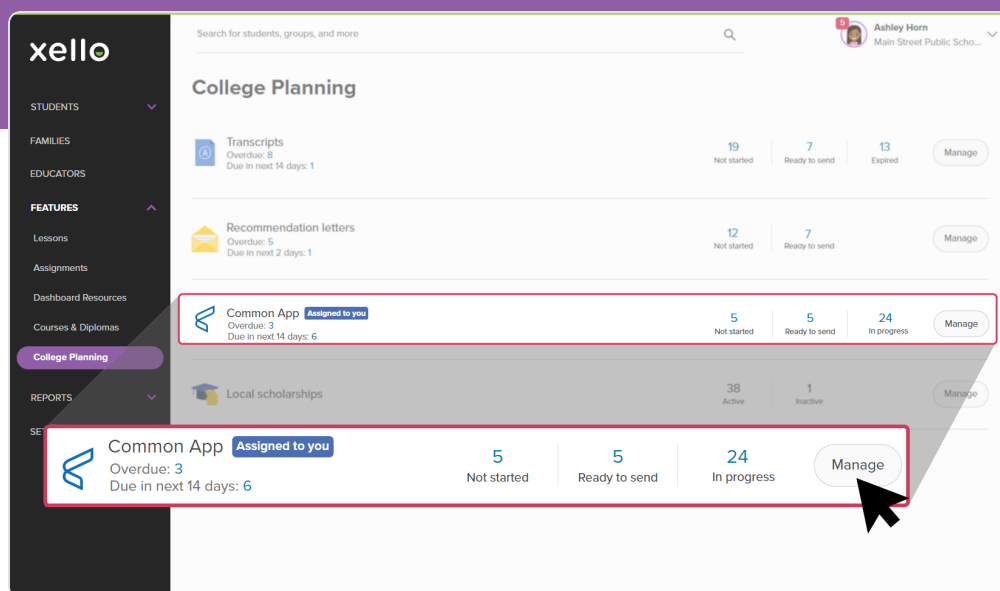 xello
Search for students, groups, and more
5
Ashley Horn
Main Street Public Scho...
STUDENTS
FAMILIES
EDUCATORS
FEATURES
Lessons
Assignments
Dashboard Resources
Courses & Diplomas
College Planning
REPORTS
SE
College Planning
Transcripts
Overdue: 8
Due in next 14 days: 1
19
Not started
7
Ready to send
13
Expired
Manage
Recommendation letters
Overdue: 5
Due in next 2 days: 1
12
Not started
7
Ready to send
Manage
Common App Assigned to you
Overdue: 3
Due in next 14 days: 6
5
Not started
5
Ready to send
24
In progress
Manage
Local scholarships
38
Active
1
Inactive
Manage
Common App Assigned to you
Overdue: 3
Due in next 14 days: 6
5
Not started
5
Ready to send
24
In progress
Manage